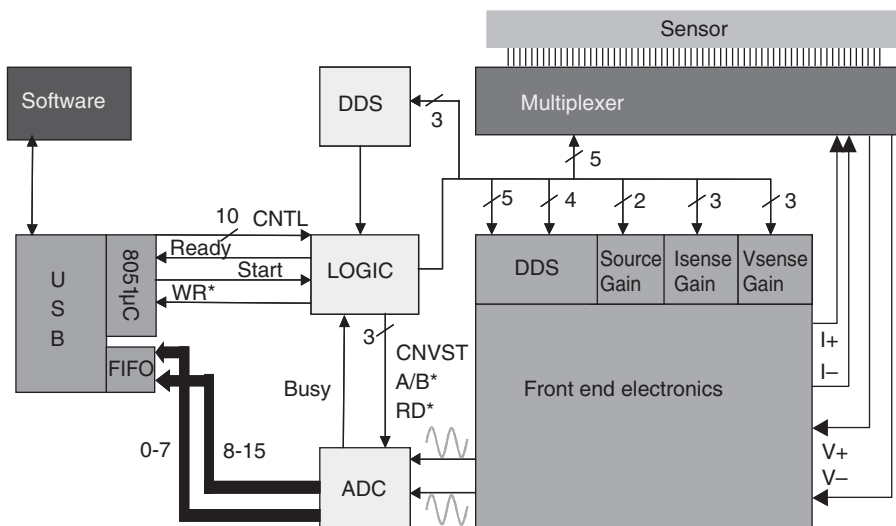 Sensor
Software
DDS
3
Multiplexer
5
5
4
2
3
3
10
CNTL
Ready
Start
WR*
U
S
B
8051µC
LOGIC
DDS
Source
Gain
Isense
Gain
Vsense
Gain
FIFO
3
CNVST
A/B*
RD*
Busy
Front end electronics
I+
I–
0-7
8-15
ADC
V+
V–